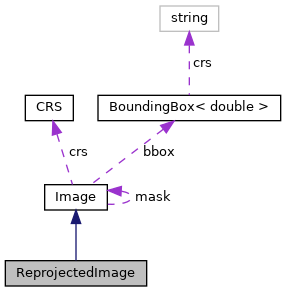 string
crs
CRS
BoundingBox< double >
crs
bbox
Image
mask
ReprojectedImage